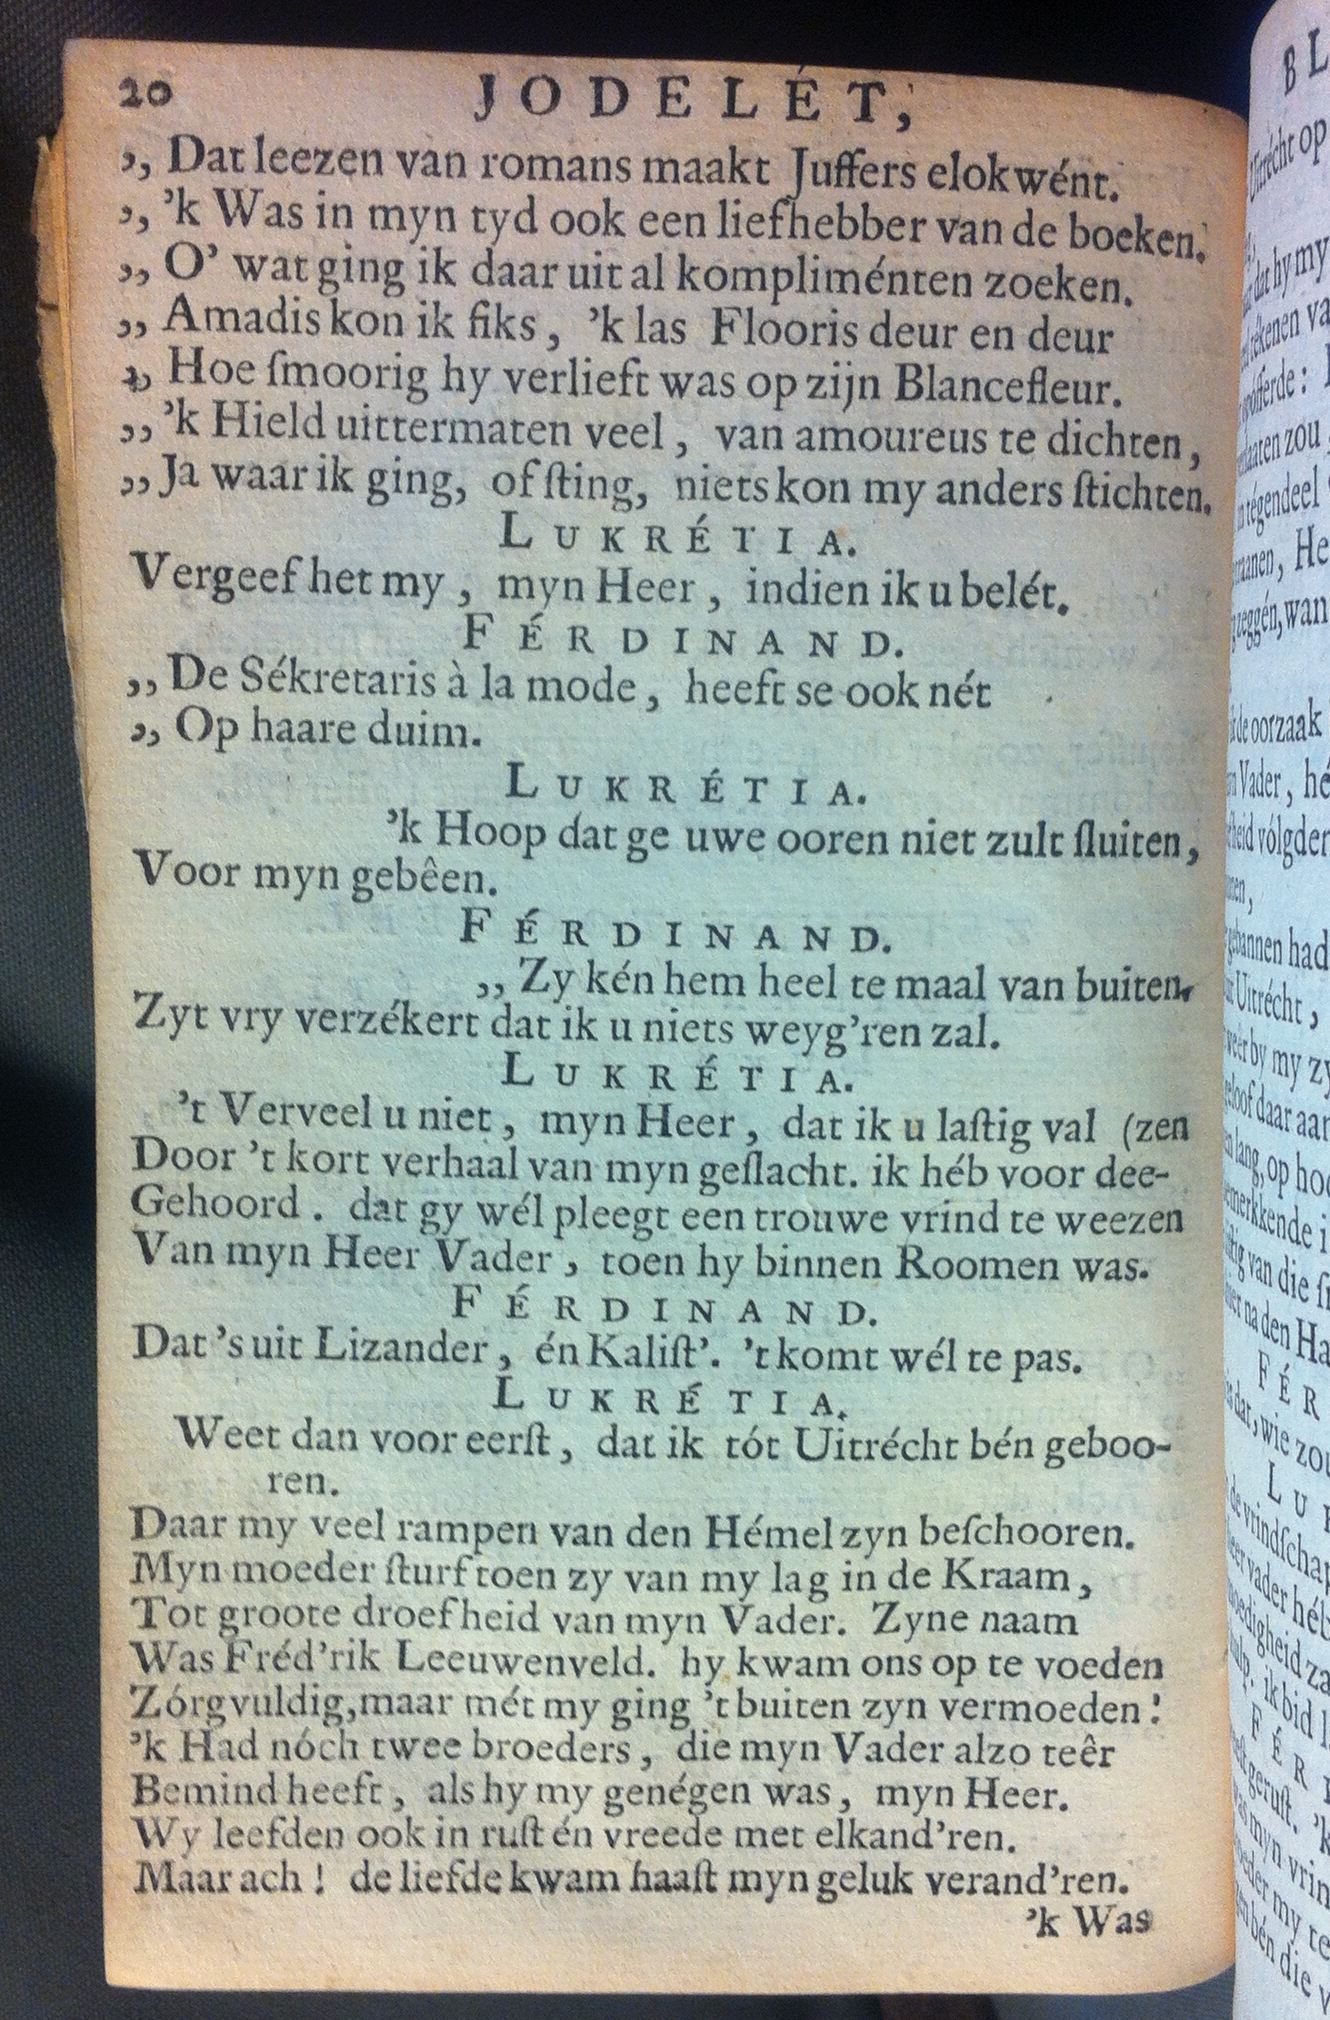 20 JODELÉT,
,, Dat leezen van romans maakt Juffers elokwént.
,, 'k Was in myn tyd ook een liefhebber van de boeken.
,, O' wat ging ik daar uit al kompliménten zoeken.
,, Amadis kon ik fiks, 'k las Flooris deur en deur
,, Hoe ſmoorig hy verlieft was op zijn Blancefleur.
,, 'k Hield uittermaten veel, van amoureus te dichten,
,, Ja waar ik ging, of ſting, niets kon my anders ſtichten.
LUKRÉTIA.
Vergeef het my, myn Heer, indien ik u belét.
FÉRDINAND.
,, De Sékretaris à la mode, heeft se ook nét
,, Op haare duim.
LUKRÉTIA.
'k Hoop dat ge uwe ooren niet zult ſluiten,
Voor myn gebêen.
FÉRDINAND.
,, Zy kén hem heel te maal van buiten.
Zyt vry verzékert dat ik u niets weyg'ren zal.
LUKRÉTIA.
't Verveel u niet, myn Heer, dat ik u laſtig val (zen
Door 't kort verhaal van myn geſlacht. ik héb voor dee-
Gehoord. dat gy wél pleegt een trouwe vrind te weezen
Van myn Heer Vader, toen hy binnen Roomen was.
FÉRDINAND.
Dat 's uit Lizander, én Kaliſt'. 't komt wél te pas.
LUKRÉTIA.
Weet dan voor eerſt, dat ik tót Uitrécht bén geboo-
ren.
Daar my veel rampen van den Hémel zyn beſchooren.
Myn moeder ſturf toen zy van my lag in de Kraam,
Tot groote droefheid van myn Vader. Zyne naam
Was Fréd'rik Leeuwenveld. hy kwam ons op te voeden
Zórgvuldig, maar mét my ging 't buiten zyn vermoeden!
'k Had nóch twee broeders, die myn Vader alzo teêr
Bemind heeft, als hy my genégen was, myn Heer.
Wy leefden ook in ruſt én vreede met elkand'ren.
Maar ach! de liefde kwam haaſt myn geluk verand'ren.
'k Was